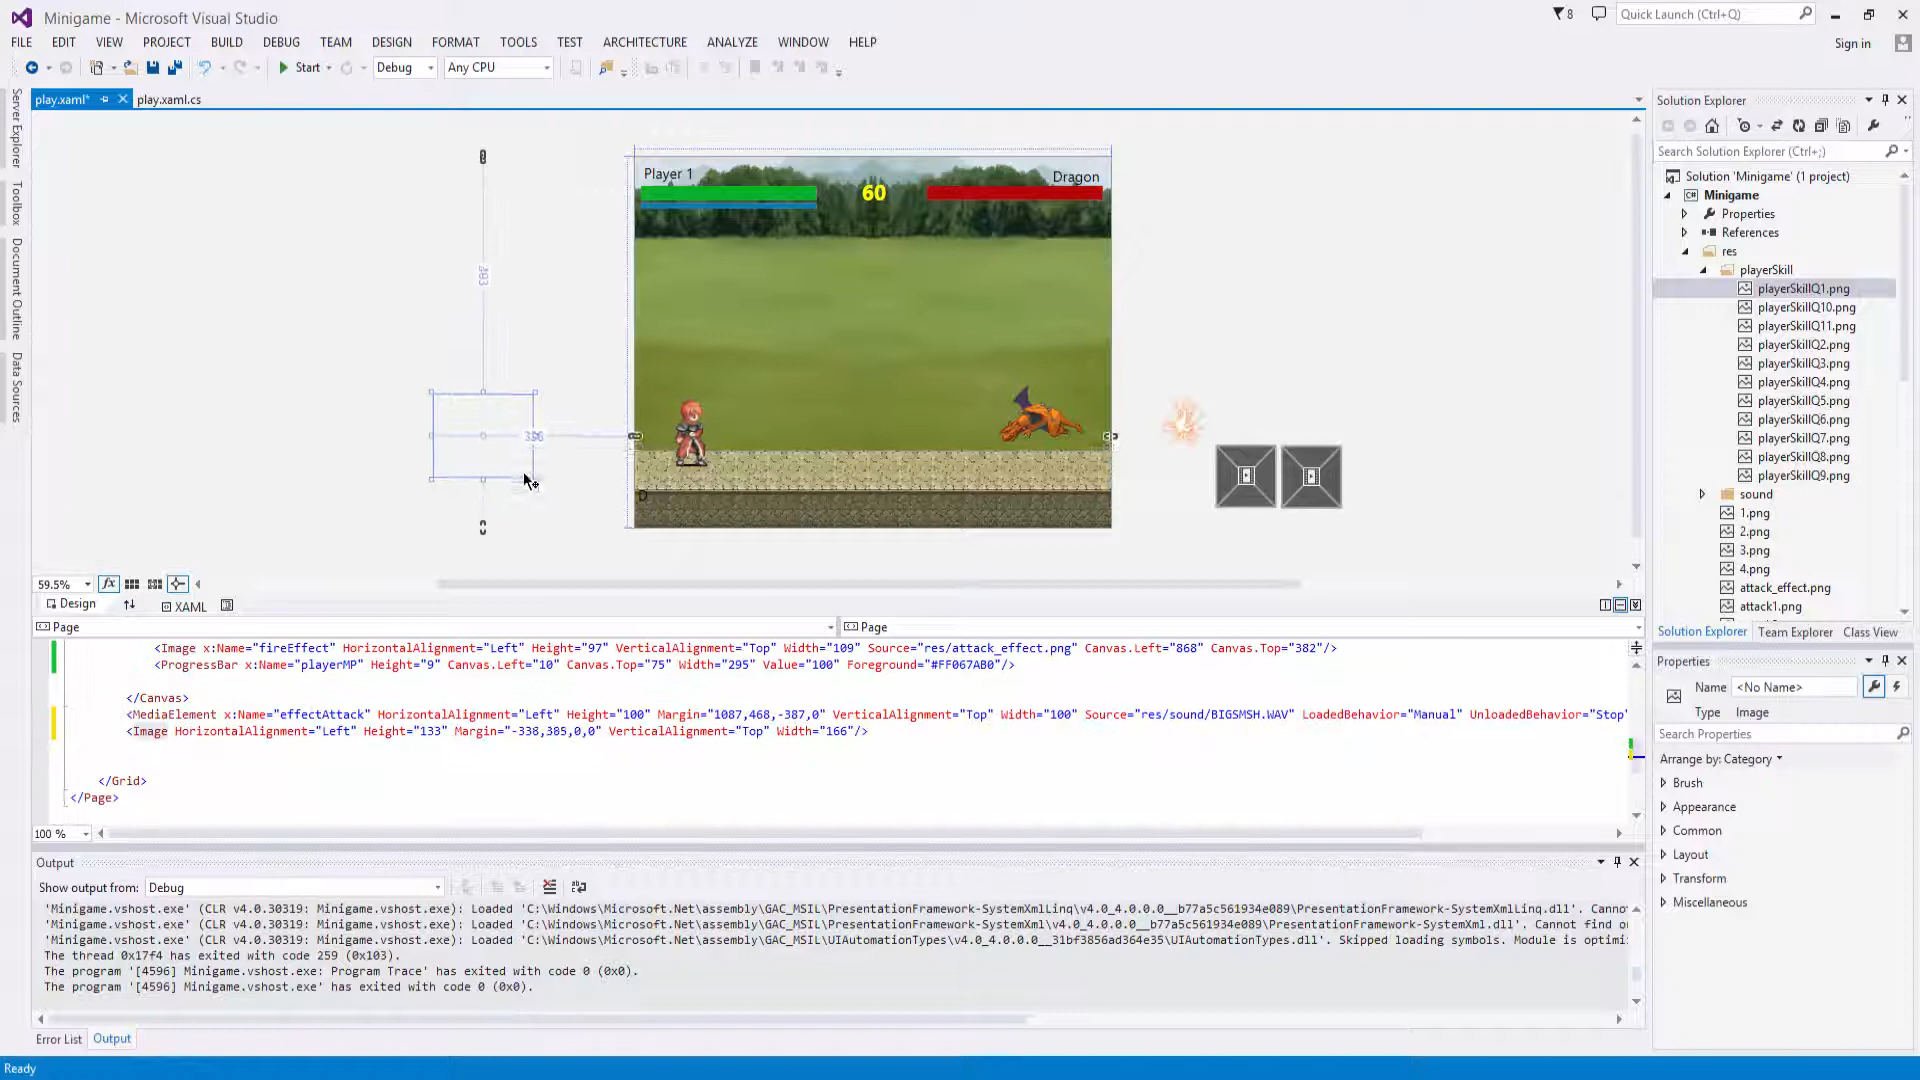 Minigame - Microsoft Visual Studio
8
Quick Launch (Ctrl+Q)
FILE EDIT VIEW PROJECT BUILD DEBUG TEAM DESIGN FORMAT TOOLS TEST ARCHITECTURE ANALYZE WINDOW HELP
Sign in
Start Debug Any CPU
play.xaml* play.xaml.cs
Server Explorer
Toolbox
Document Outline
Data Sources
Player 1
60
Dragon
383
D
59.5%
Design XAML
Page Page
<Image x:Name="fireEffect" HorizontalAlignment="Left" Height="97" VerticalAlignment="Top" Width="109" Source="res/attack_effect.png" Canvas.Left="868" Canvas.Top="382"/>
<ProgressBar x:Name="playerMP" Height="9" Canvas.Left="10" Canvas.Top="75" Width="295" Value="100" Foreground="#FF067AB0"/>
</Canvas>
<MediaElement x:Name="effectAttack" HorizontalAlignment="Left" Height="100" Margin="1087,468,-387,0" VerticalAlignment="Top" Width="100" Source="res/sound/BIGSMSH.WAV" LoadedBehavior="Manual" UnloadedBehavior="Stop"
<Image HorizontalAlignment="Left" Height="133" Margin="-338,385,0,0" VerticalAlignment="Top" Width="166"/>
</Grid>
</Page>
100 %
Output
Show output from: Debug
'Minigame.vshost.exe' (CLR v4.0.30319: Minigame.vshost.exe): Loaded 'C:\Windows\Microsoft.Net\assembly\GAC_MSIL\PresentationFramework-SystemXmlLinq\v4.0_4.0.0.0__b77a5c561934e089\PresentationFramework-SystemXmlLinq.dll'. Canno
'Minigame.vshost.exe' (CLR v4.0.30319: Minigame.vshost.exe): Loaded 'C:\Windows\Microsoft.Net\assembly\GAC_MSIL\PresentationFramework-SystemXml\v4.0_4.0.0.0__b77a5c561934e089\PresentationFramework-SystemXml.dll'. Cannot find o
'Minigame.vshost.exe' (CLR v4.0.30319: Minigame.vshost.exe): Loaded 'C:\Windows\Microsoft.Net\assembly\GAC_MSIL\UIAutomationTypes\v4.0_4.0.0.0__31bf3856ad364e35\UIAutomationTypes.dll'. Skipped loading symbols. Module is optimi
The thread 0x17f4 has exited with code 259 (0x103).
The program '[4596] Minigame.vshost.exe: Program Trace' has exited with code 0 (0x0).
The program '[4596] Minigame.vshost.exe' has exited with code 0 (0x0).
Error List Output
Ready
Solution Explorer
Search Solution Explorer (Ctrl+;)
Solution 'Minigame' (1 project)
Minigame
Properties
References
res
playerSkill
playerSkillQ1.png
playerSkillQ10.png
playerSkillQ11.png
playerSkillQ2.png
playerSkillQ3.png
playerSkillQ4.png
playerSkillQ5.png
playerSkillQ6.png
playerSkillQ7.png
playerSkillQ8.png
playerSkillQ9.png
sound
1.png
2.png
3.png
4.png
attack_effect.png
attack1.png
Solution Explorer Team Explorer Class View
Properties
Name <No Name>
Type Image
Search Properties
Arrange by: Category
Brush
Appearance
Common
Layout
Transform
Miscellaneous